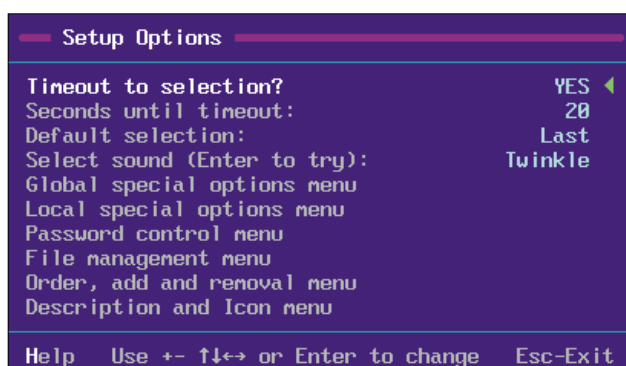 Setup Options
Timeout to selection? YES
Seconds until timeout: 20
Default selection: Last
Select sound (Enter to try): Twinkle
Global special options menu
Local special options menu
Password control menu
File management menu
Order, add and removal menu
Description and Icon menu
Help Use +- ↑↓←→ or Enter to change Esc-Exit